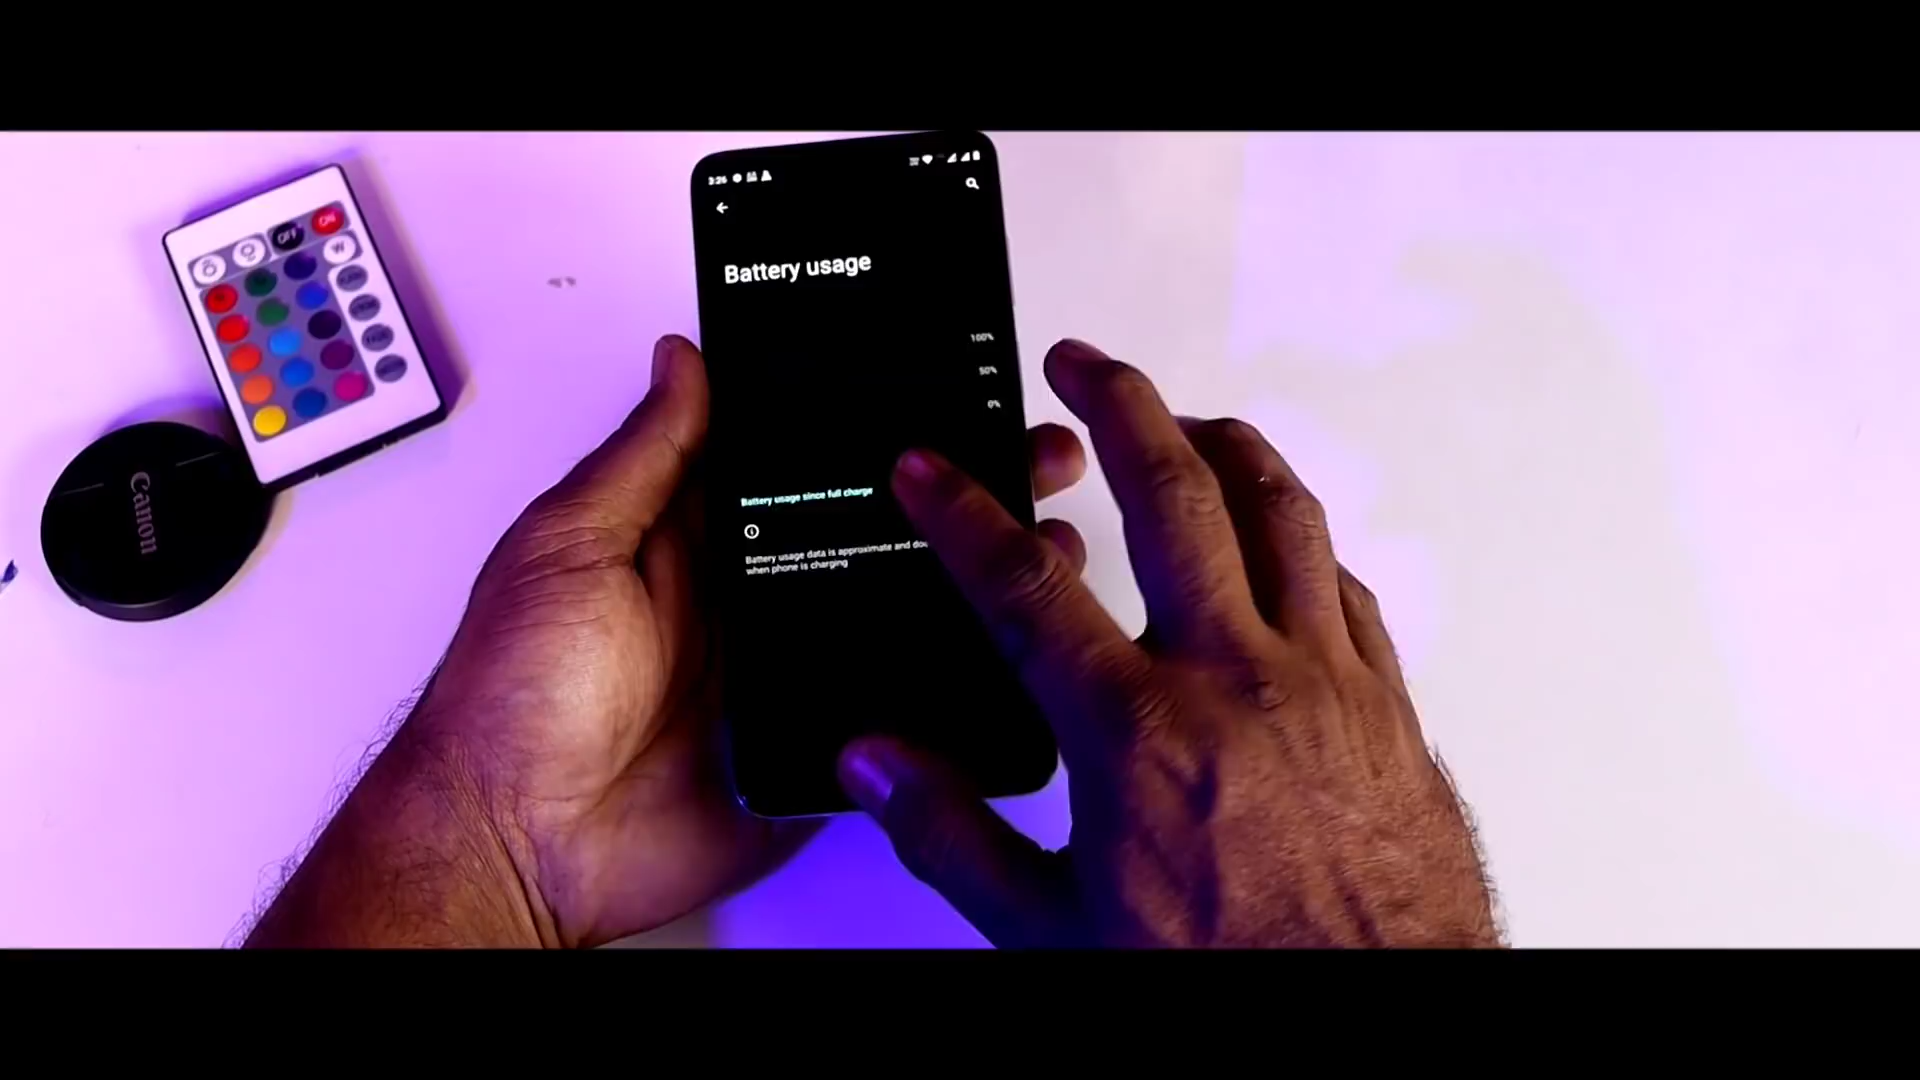 3:26
Battery usage
100%
50%
0%
Battery usage since full charge
Battery usage data is approximate and
when phone is charging
OFF
ON
W
Canon